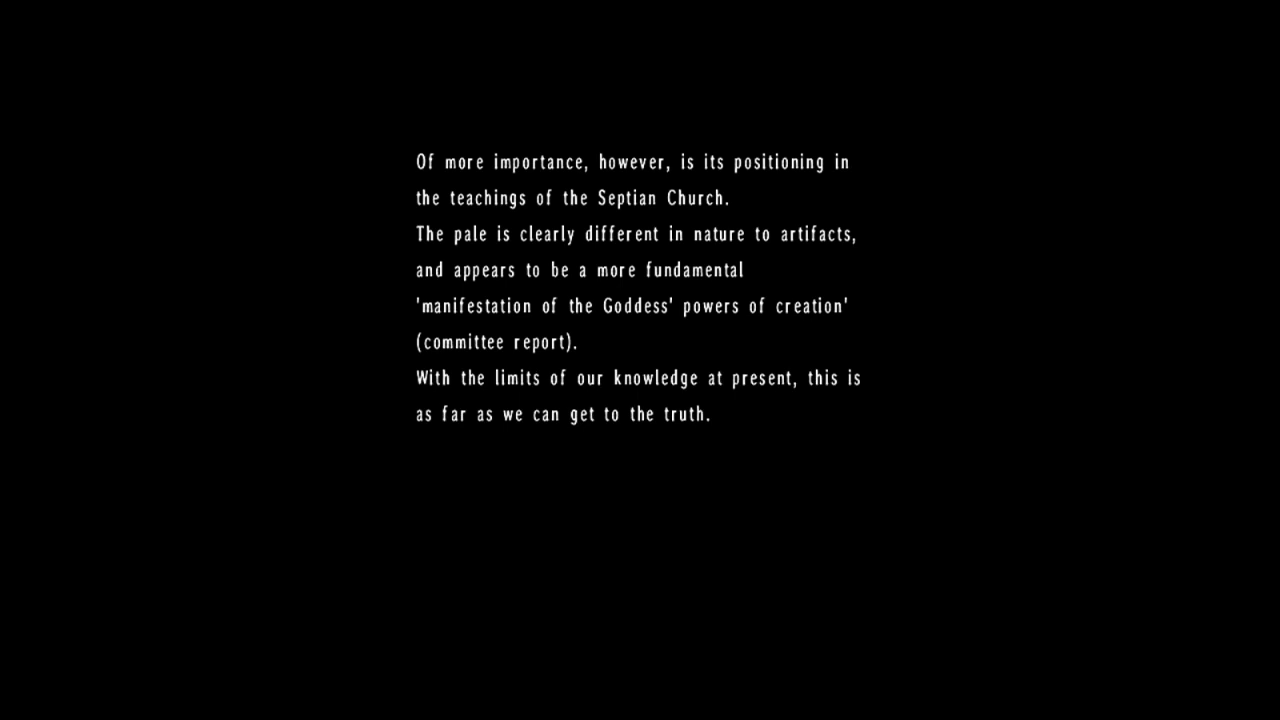 Of more importance, however, is its positioning in
the teachings of the Septian Church.
The pale is clearly different in nature to artifacts,
and appears to be a more fundamental
'manifestation of the Goddess' powers of creation'
(committee report).
With the limits of our knowledge at present, this is
as far as we can get to the truth.